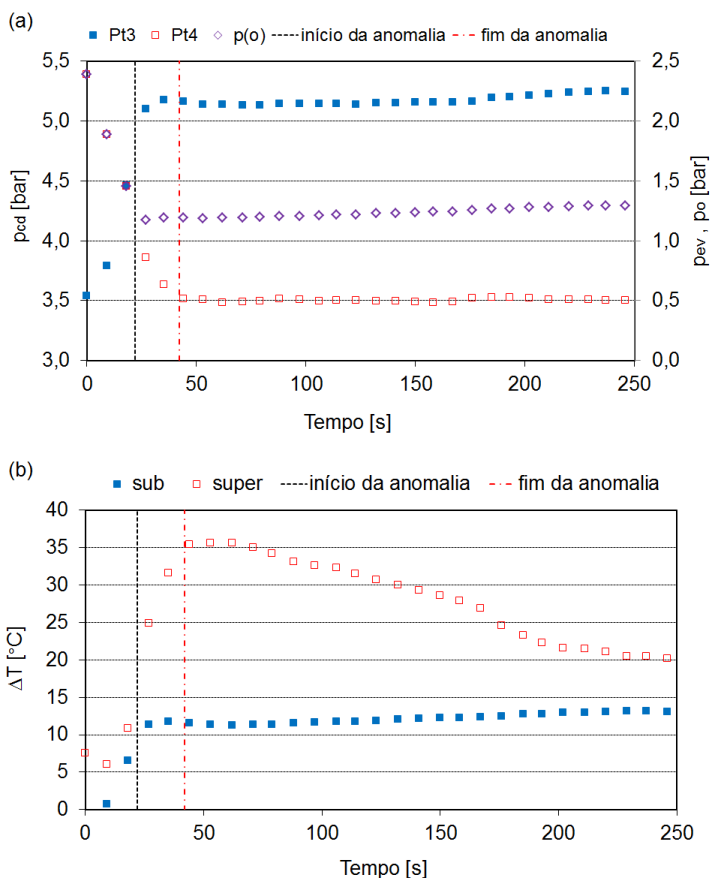 (a)
Pt3 Pt4 p(o) início da anomalia fim da anomalia
5,5 2,5
5,0 2,0
4,5 1,5
4,0 1,0
3,5 0,5
3,0 0,0
pcd [bar]
pev , po [bar]
0 50 100 150 200 250
Tempo [s]
(b)
sub super início da anomalia fim da anomalia
40
35
30
25
20
15
10
5
0
ΔT [°C]
0 50 100 150 200 250
Tempo [s]